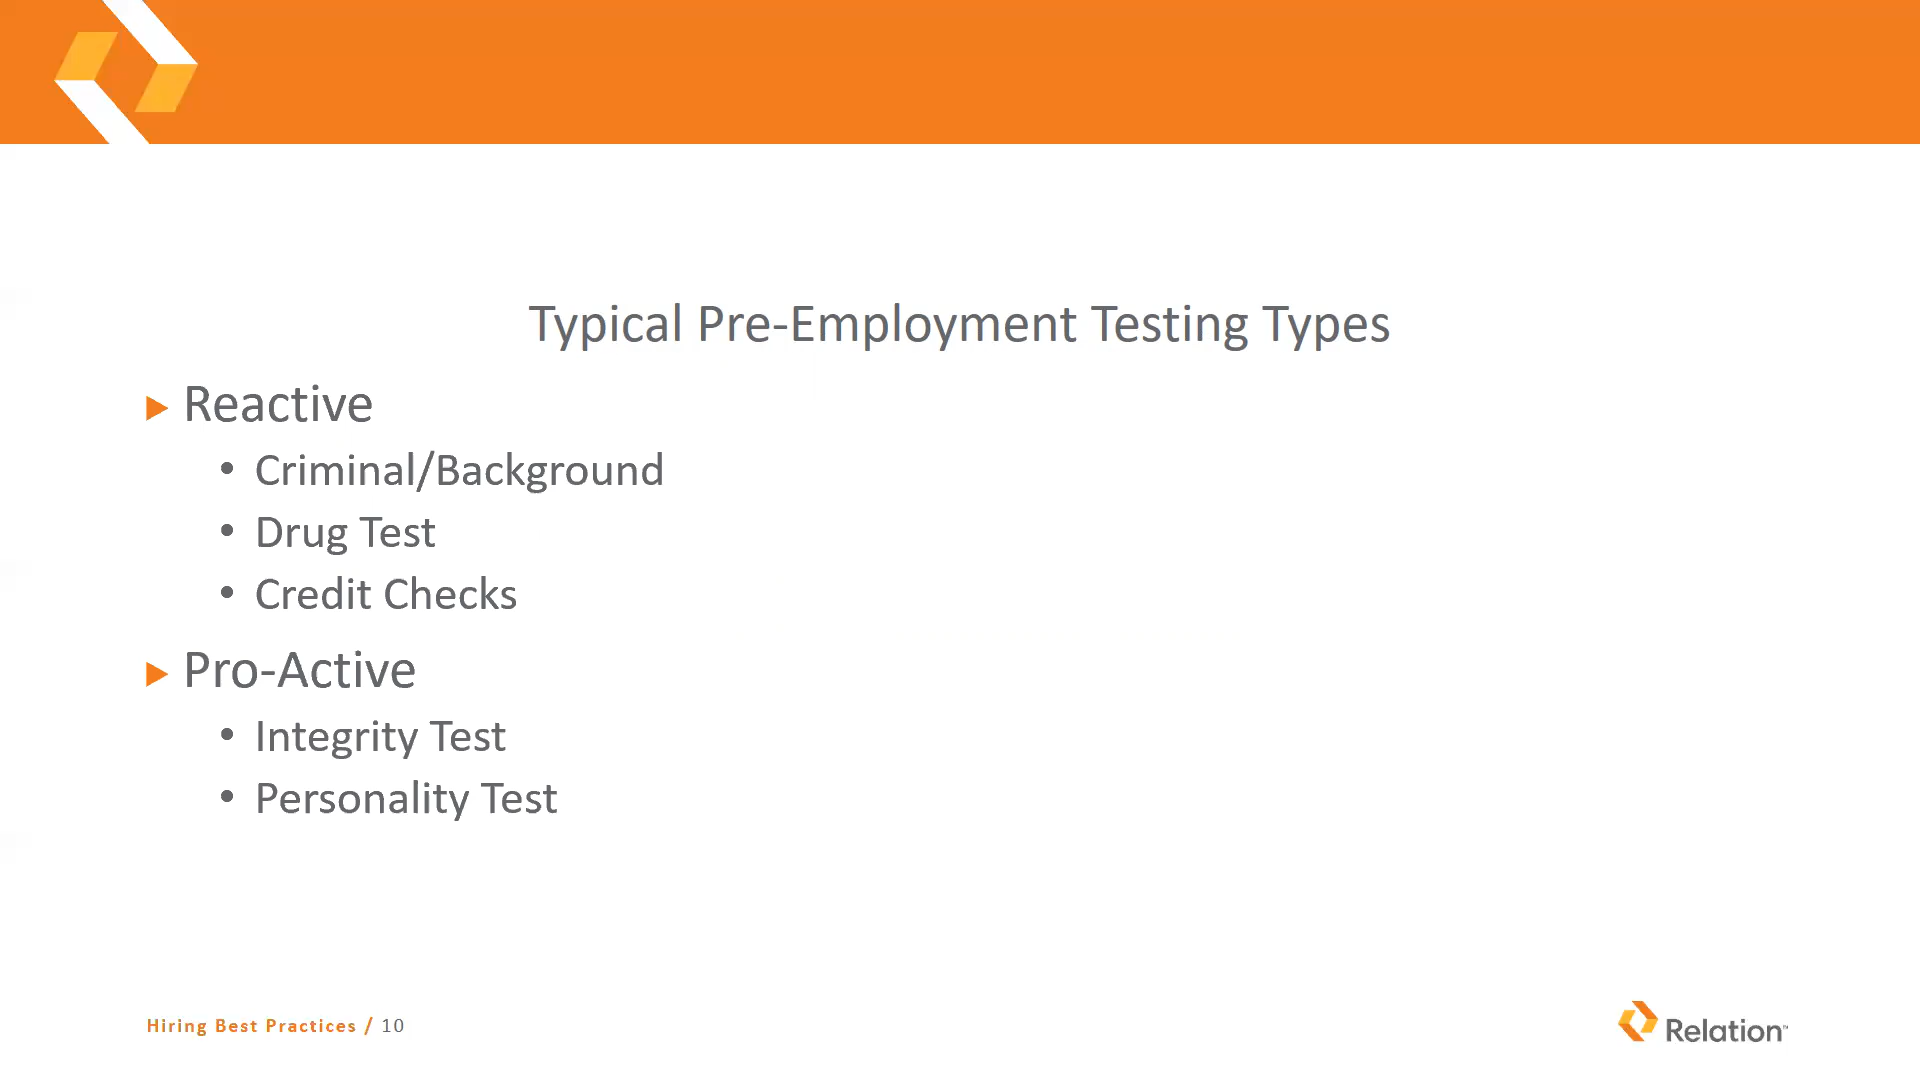 Typical Pre-Employment Testing Types
Reactive
• Criminal/Background
• Drug Test
• Credit Checks
Pro-Active
• Integrity Test
• Personality Test
Hiring Best Practices / 10
Relation™